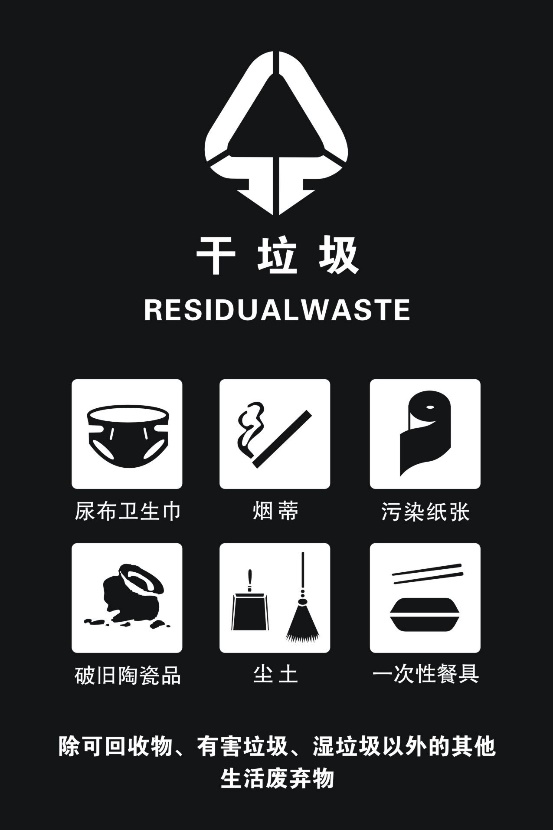 干垃圾
RESIDUALWASTE
尿布卫生巾
烟蒂
污染纸张
破旧陶瓷品
尘土
一次性餐具
除可回收物、有害垃圾、湿垃圾以外的其他
生活废弃物